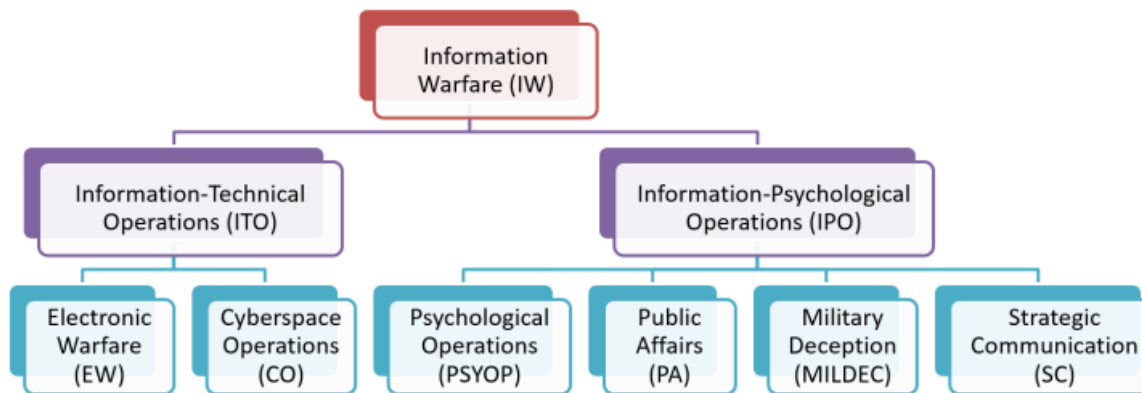 Information
Warfare (IW)
Information-Technical
Operations (ITO)
Information-Psychological
Operations (IPO)
Electronic
Warfare
(EW)
Cyberspace
Operations
(CO)
Psychological
Operations
(PSYOP)
Public
Affairs
(PA)
Military
Deception
(MILDEC)
Strategic
Communication
(SC)